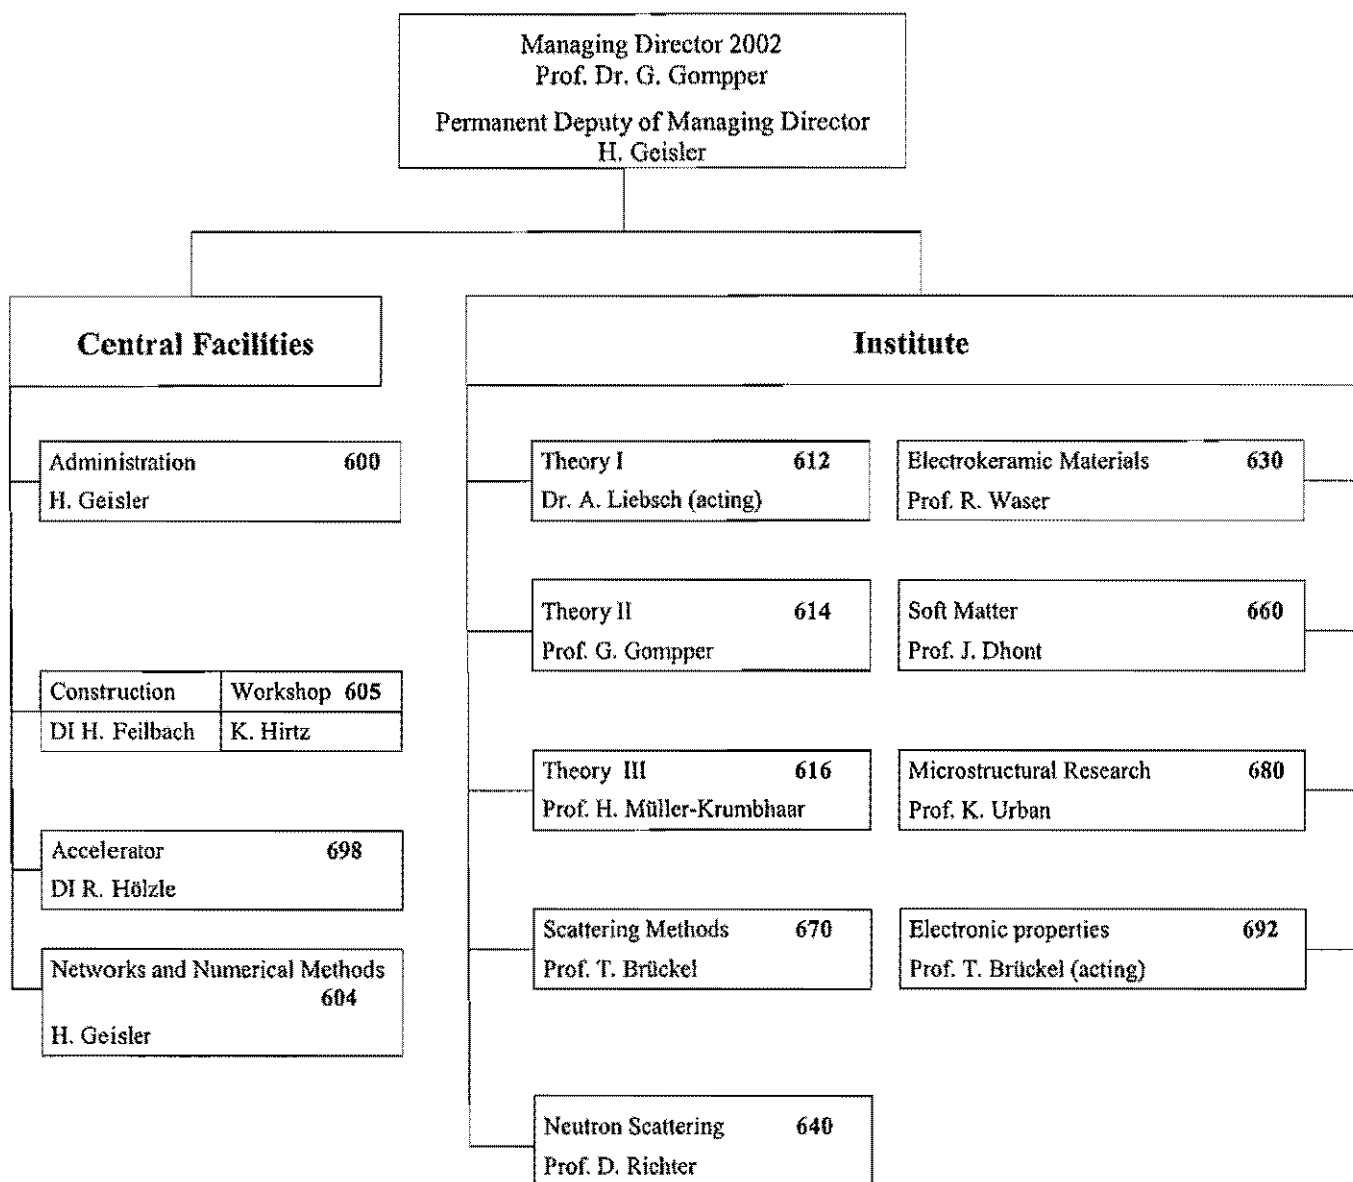 Managing Director 2002
Prof. Dr. G. Gompper
Permanent Deputy of Managing Director
H. Geisler
Central Facilities
Administration 600
H. Geisler
Construction
DI H. Feilbach
Workshop 605
K. Hirtz
Accelerator 698
DI R. Hölzle
Networks and Numerical Methods
604
H. Geisler
Institute
Theory I 612
Dr. A. Liebsch (acting)
Electrokeramic Materials 630
Prof. R. Waser
Theory II 614
Prof. G. Gompper
Soft Matter 660
Prof. J. Dhont
Theory III 616
Prof. H. Müller-Krumbhaar
Microstructural Research 680
Prof. K. Urban
Scattering Methods 670
Prof. T. Brückel
Electronic properties 692
Prof. T. Brückel (acting)
Neutron Scattering 640
Prof. D. Richter